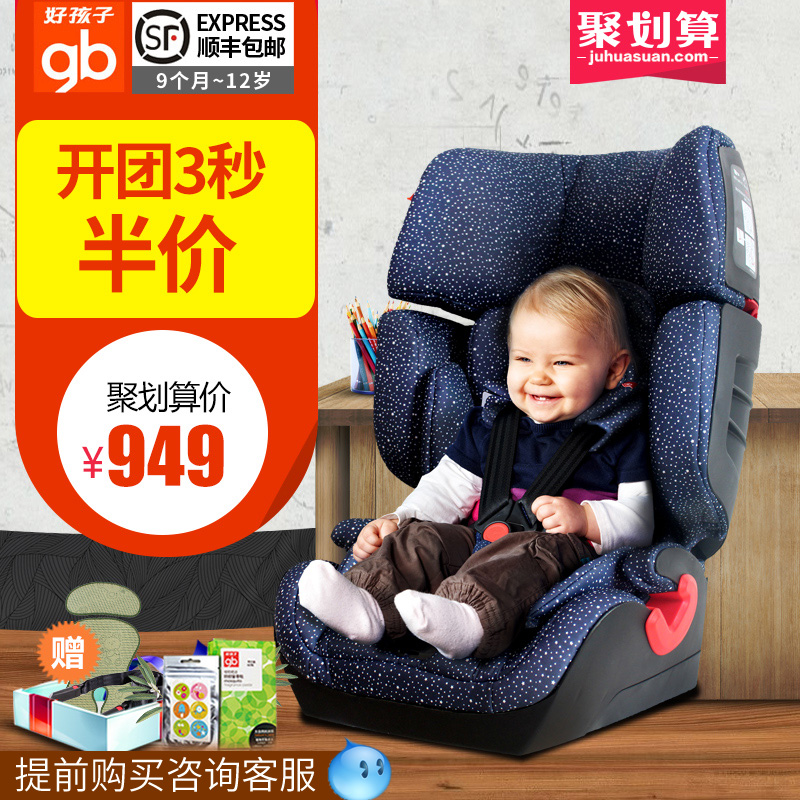 好孩子
gb
SF
EXPRESS
顺丰包邮
9个月~12岁
聚划算
juhuasuan.com
开团3秒
半价
聚划算价
¥949
赠
gb
提前购买咨询客服